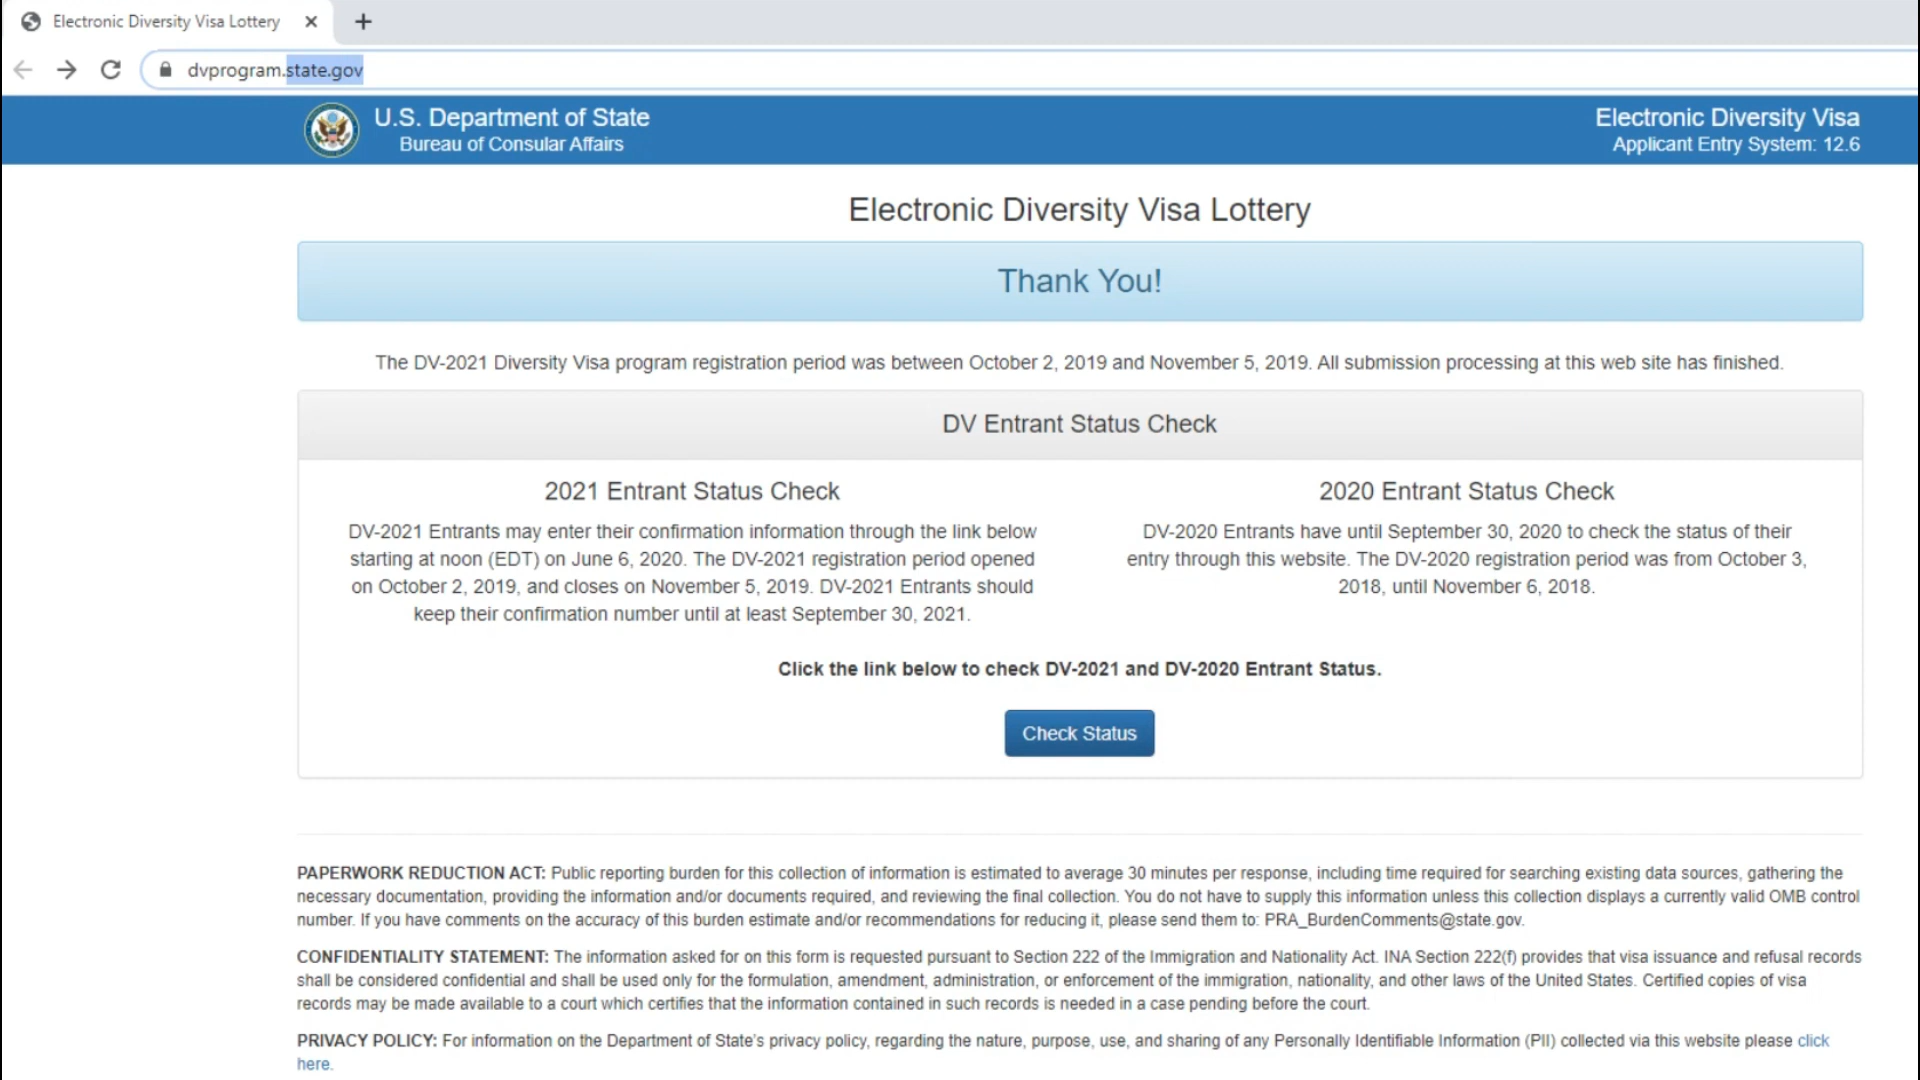 Electronic Diversity Visa Lottery
dvprogram.state.gov
U.S. Department of State
Bureau of Consular Affairs
Electronic Diversity Visa
Applicant Entry System: 12.6
Electronic Diversity Visa Lottery
Thank You!
The DV-2021 Diversity Visa program registration period was between October 2, 2019 and November 5, 2019. All submission processing at this web site has finished.
DV Entrant Status Check
2021 Entrant Status Check
DV-2021 Entrants may enter their confirmation information through the link below
starting at noon (EDT) on June 6, 2020. The DV-2021 registration period opened
on October 2, 2019, and closes on November 5, 2019. DV-2021 Entrants should
keep their confirmation number until at least September 30, 2021.
2020 Entrant Status Check
DV-2020 Entrants have until September 30, 2020 to check the status of their
entry through this website. The DV-2020 registration period was from October 3,
2018, until November 6, 2018.
Click the link below to check DV-2021 and DV-2020 Entrant Status.
Check Status
PAPERWORK REDUCTION ACT: Public reporting burden for this collection of information is estimated to average 30 minutes per response, including time required for searching existing data sources, gathering the
necessary documentation, providing the information and/or documents required, and reviewing the final collection. You do not have to supply this information unless this collection displays a currently valid OMB control
number. If you have comments on the accuracy of this burden estimate and/or recommendations for reducing it, please send them to: PRA_BurdenComments@state.gov.
CONFIDENTIALITY STATEMENT: The information asked for on this form is requested pursuant to Section 222 of the Immigration and Nationality Act. INA Section 222(f) provides that visa issuance and refusal records
shall be considered confidential and shall be used only for the formulation, amendment, administration, or enforcement of the immigration, nationality, and other laws of the United States. Certified copies of visa
records may be made available to a court which certifies that the information contained in such records is needed in a case pending before the court.
PRIVACY POLICY: For information on the Department of State's privacy policy, regarding the nature, purpose, use, and sharing of any Personally Identifiable Information (PII) collected via this website please click
here.